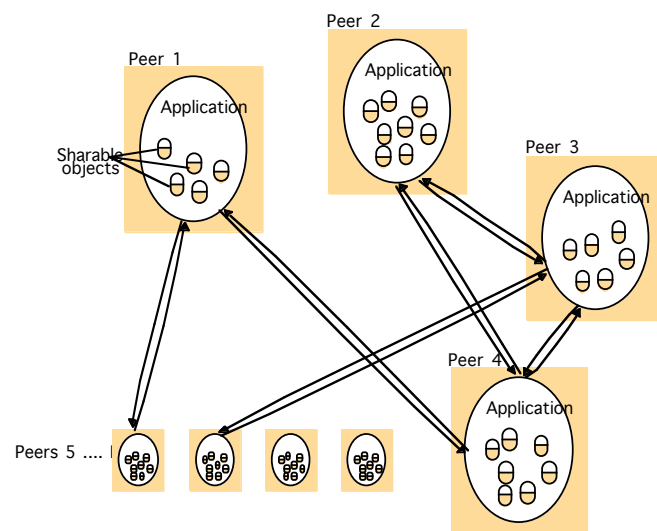 Peer 2
Peer 1
Application
Application
Sharable
objects
Peer 3
Application
Peer 4
Application
Peers 5 ....